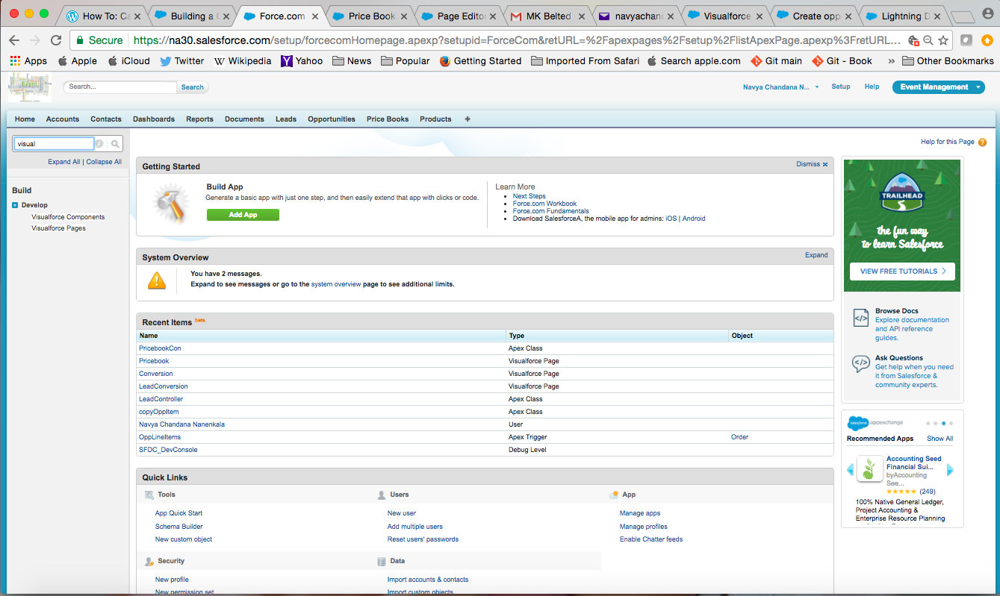 How To: Ca
Building a C
Force.com
Price Book
Page Editor
MK Belted
navyachan
Visualforce
Create opp
Lightning D
Secure https://na30.salesforce.com/setup/forcecomHomepage.apexp?setupid=ForceCom&retURL=%2Fapexpages%2Fsetup%2FlistApexPage.apexp%3FretURL...
Apps Apple iCloud Twitter Wikipedia Yahoo News Popular Getting Started Imported From Safari Search apple.com Git main Git - Book » Other Bookmarks
Search... Search Navya Chandana N... Setup Help Event Management
Home Accounts Contacts Dashboards Reports Documents Leads Opportunities Price Books Products +
visual
Expand All | Collapse All
Build
Develop
Visualforce Components
Visualforce Pages
Help for this Page
Getting Started
Dismiss
Build App
Generate a basic app with just one step, and then easily extend that app with clicks or code.
Add App
Learn More
Next Steps
Force.com Workbook
Force.com Fundamentals
Download SalesforceA, the mobile app for admins: iOS | Android
System Overview
Expand
You have 2 messages.
Expand to see messages or go to the system overview page to see additional limits.
Recent Items beta
Name Type Object
PricebookCon Apex Class
Pricebook Visualforce Page
Conversion Visualforce Page
LeadConversion Visualforce Page
LeadController Apex Class
copyOppItem Apex Class
Navya Chandana Nanenkala User
OppLineItems Apex Trigger Order
SFDC_DevConsole Debug Level
Quick Links
Tools
App Quick Start
Schema Builder
New custom object
Users
New user
Add multiple users
Reset users' passwords
App
Manage apps
Manage profiles
Enable Chatter feeds
Security
New profile
New permission set
Data
Import accounts & contacts
Import custom objects
TRAILHEAD
the fun way
to learn Salesforce
VIEW FREE TUTORIALS
Browse Docs
Explore documentation
and API reference
guides.
Ask Questions
Get help when you need
it from Salesforce &
community experts.
salesforce appexchange
Recommended Apps Show All
Accounting Seed
Financial Sui...
byAccounting
See...
(249)
100% Native General Ledger,
Project Accounting &
Enterprise Resource Planning